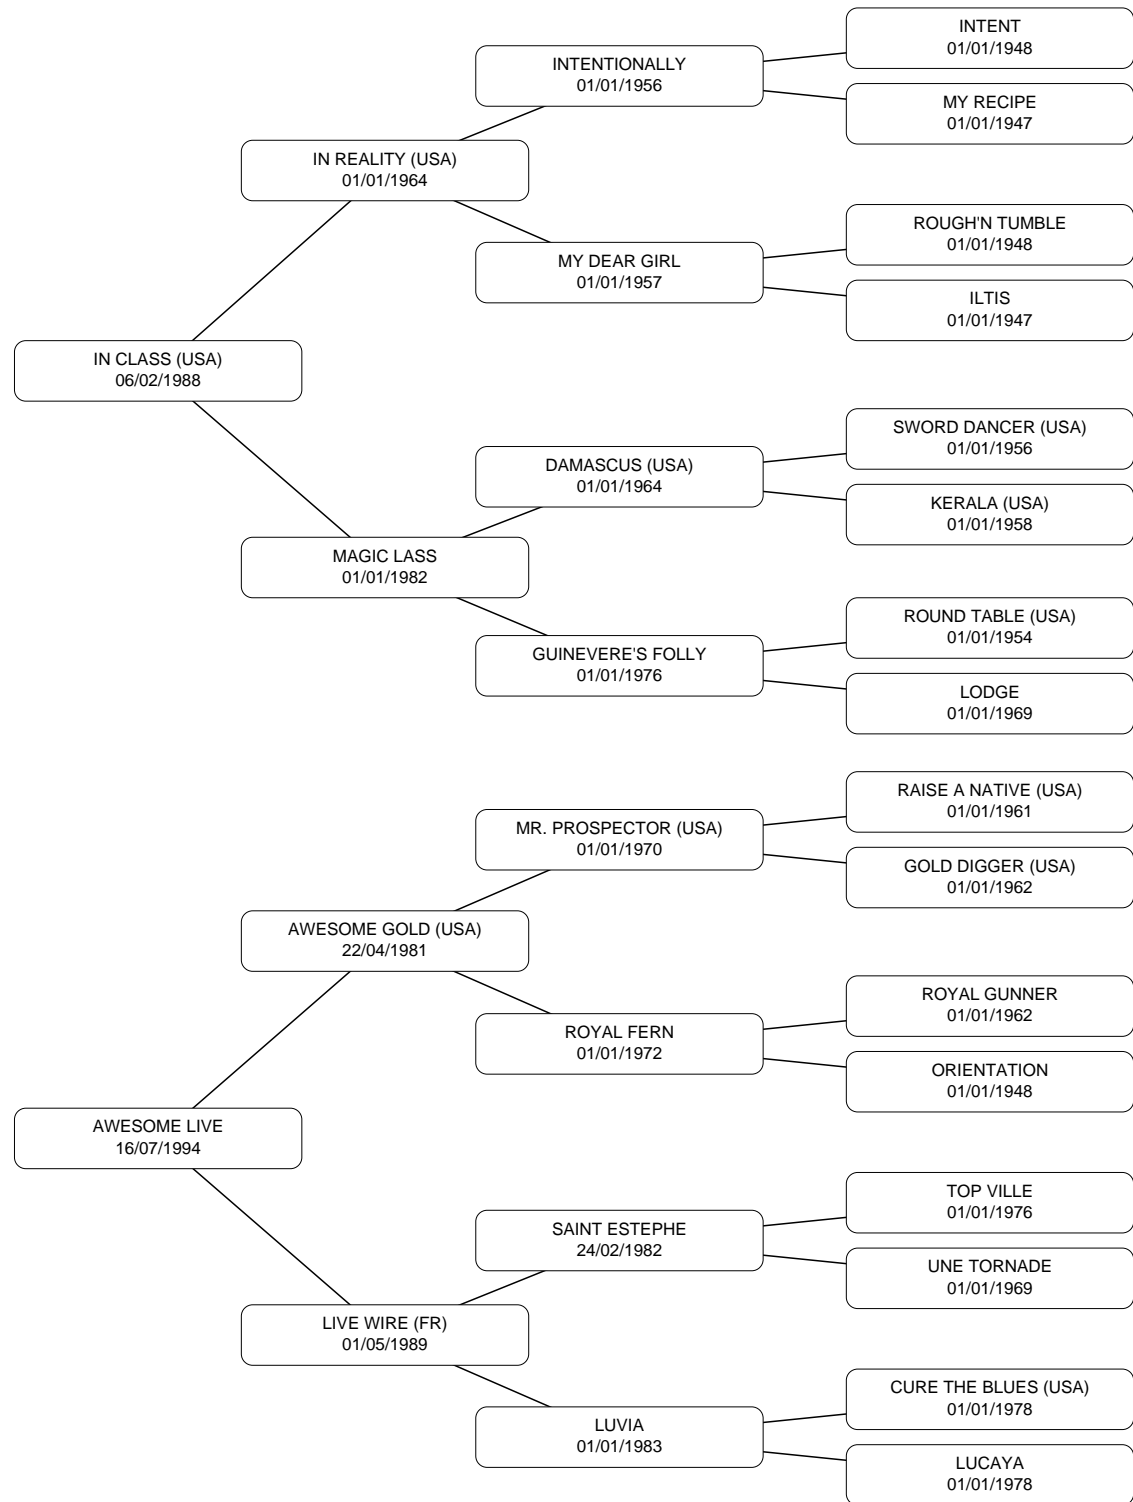 INTENT
01/01/1948
INTENTIONALLY
01/01/1956
MY RECIPE
01/01/1947
IN REALITY (USA)
01/01/1964
ROUGH'N TUMBLE
01/01/1948
MY DEAR GIRL
01/01/1957
ILTIS
01/01/1947
IN CLASS (USA)
06/02/1988
SWORD DANCER (USA)
01/01/1956
DAMASCUS (USA)
01/01/1964
KERALA (USA)
01/01/1958
MAGIC LASS
01/01/1982
ROUND TABLE (USA)
01/01/1954
GUINEVERE'S FOLLY
01/01/1976
LODGE
01/01/1969
RAISE A NATIVE (USA)
01/01/1961
MR. PROSPECTOR (USA)
01/01/1970
GOLD DIGGER (USA)
01/01/1962
AWESOME GOLD (USA)
22/04/1981
ROYAL GUNNER
01/01/1962
ROYAL FERN
01/01/1972
ORIENTATION
01/01/1948
AWESOME LIVE
16/07/1994
TOP VILLE
01/01/1976
SAINT ESTEPHE
24/02/1982
UNE TORNADE
01/01/1969
LIVE WIRE (FR)
01/05/1989
CURE THE BLUES (USA)
01/01/1978
LUVIA
01/01/1983
LUCAYA
01/01/1978